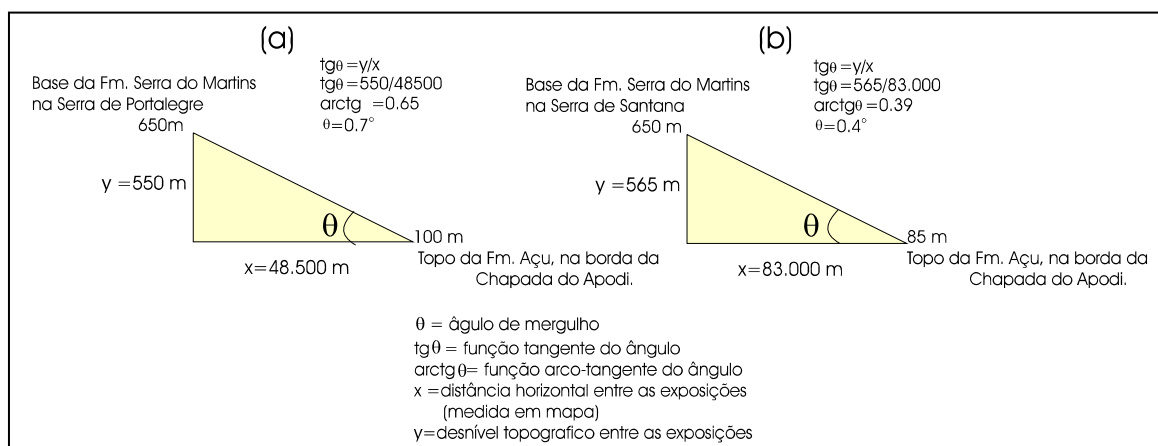 (a)
tgθ=y/x
tgθ=550/48500
arctg =0.65
θ=0.7°
Base da Fm. Serra do Martins
na Serra de Portalegre
650m
y =550 m
θ
100 m
x=48.500 m
Topo da Fm. Açu, na borda da
Chapada do Apodi.
(b)
tgθ=y/x
tgθ=565/83.000
arctgθ=0.39
θ=0.4°
Base da Fm. Serra do Martins
na Serra de Santana
650 m
y =565 m
θ
85 m
x=83.000 m
Topo da Fm. Açu, na borda da
Chapada do Apodi.
θ = âgulo de mergulho
tgθ = função tangente do ângulo
arctgθ= função arco-tangente do ângulo
x =distância horizontal entre as exposições
(medida em mapa)
y=desnível topografico entre as exposições